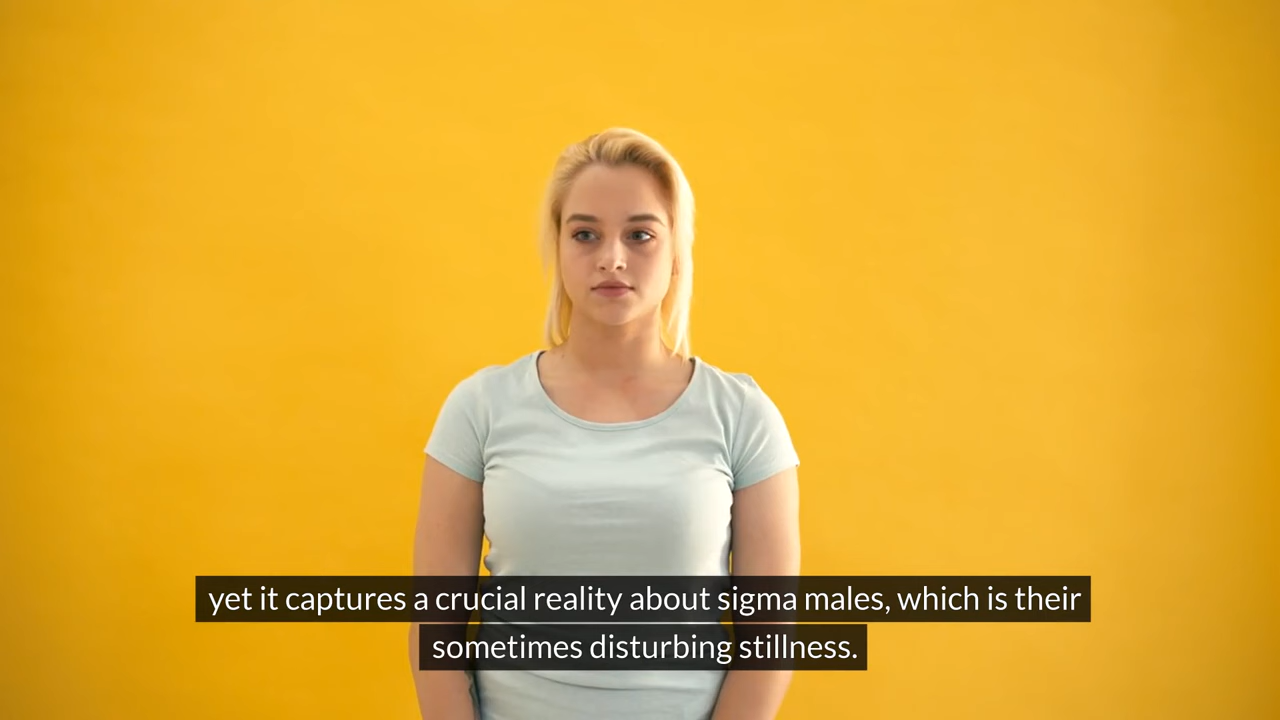 yet it captures a crucial reality about sigma males, which is their
sometimes disturbing stillness.